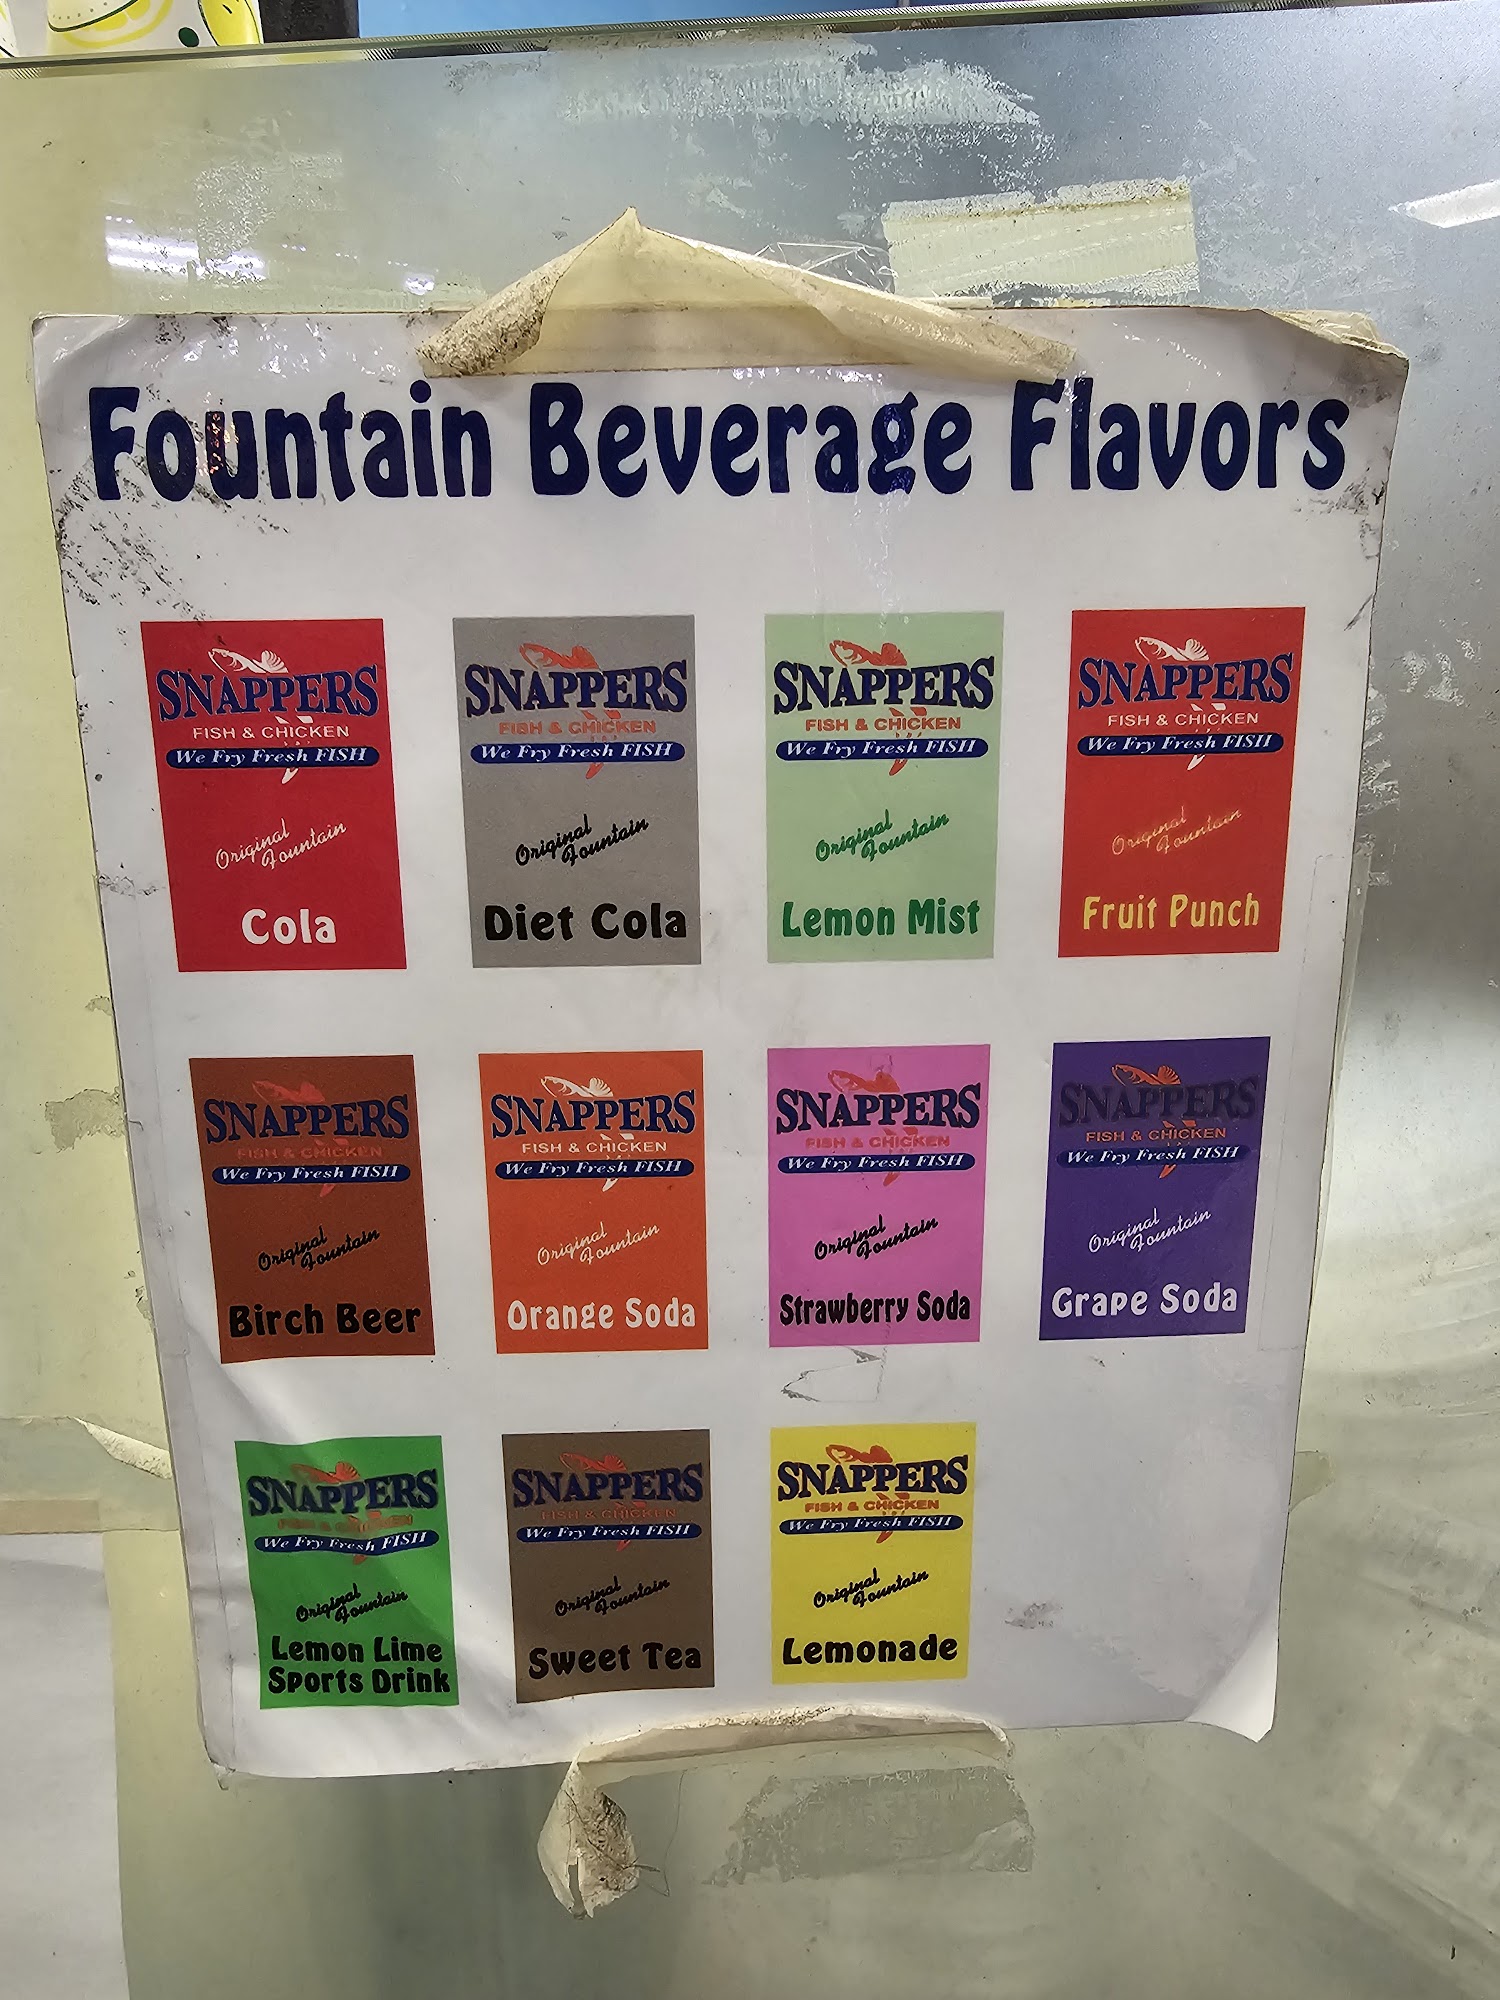 Fountain Beverage Flavors
SNAPPERS
FISH & CHICKEN
We Fry Fresh FISH
Original
Fountain
Cola
SNAPPERS
FISH & CHICKEN
We Fry Fresh FISH
Original
Fountain
Diet Cola
SNAPPERS
FISH & CHICKEN
We Fry Fresh FISH
Original
Fountain
Lemon Mist
SNAPPERS
FISH & CHICKEN
We Fry Fresh FISH
Original
Fountain
Fruit Punch
SNAPPERS
FISH & CHICKEN
We Fry Fresh FISH
Original
Fountain
Birch Beer
SNAPPERS
FISH & CHICKEN
We Fry Fresh FISH
Original
Fountain
Orange Soda
SNAPPERS
FISH & CHICKEN
We Fry Fresh FISH
Original
Fountain
Strawberry Soda
SNAPPERS
FISH & CHICKEN
We Fry Fresh FISH
Original
Fountain
Grape Soda
SNAPPERS
FISH & CHICKEN
We Fry Fresh FISH
Original
Fountain
Lemon Lime
Sports Drink
SNAPPERS
FISH & CHICKEN
We Fry Fresh FISH
Original
Fountain
Sweet Tea
SNAPPERS
FISH & CHICKEN
We Fry Fresh FISH
Original
Fountain
Lemonade